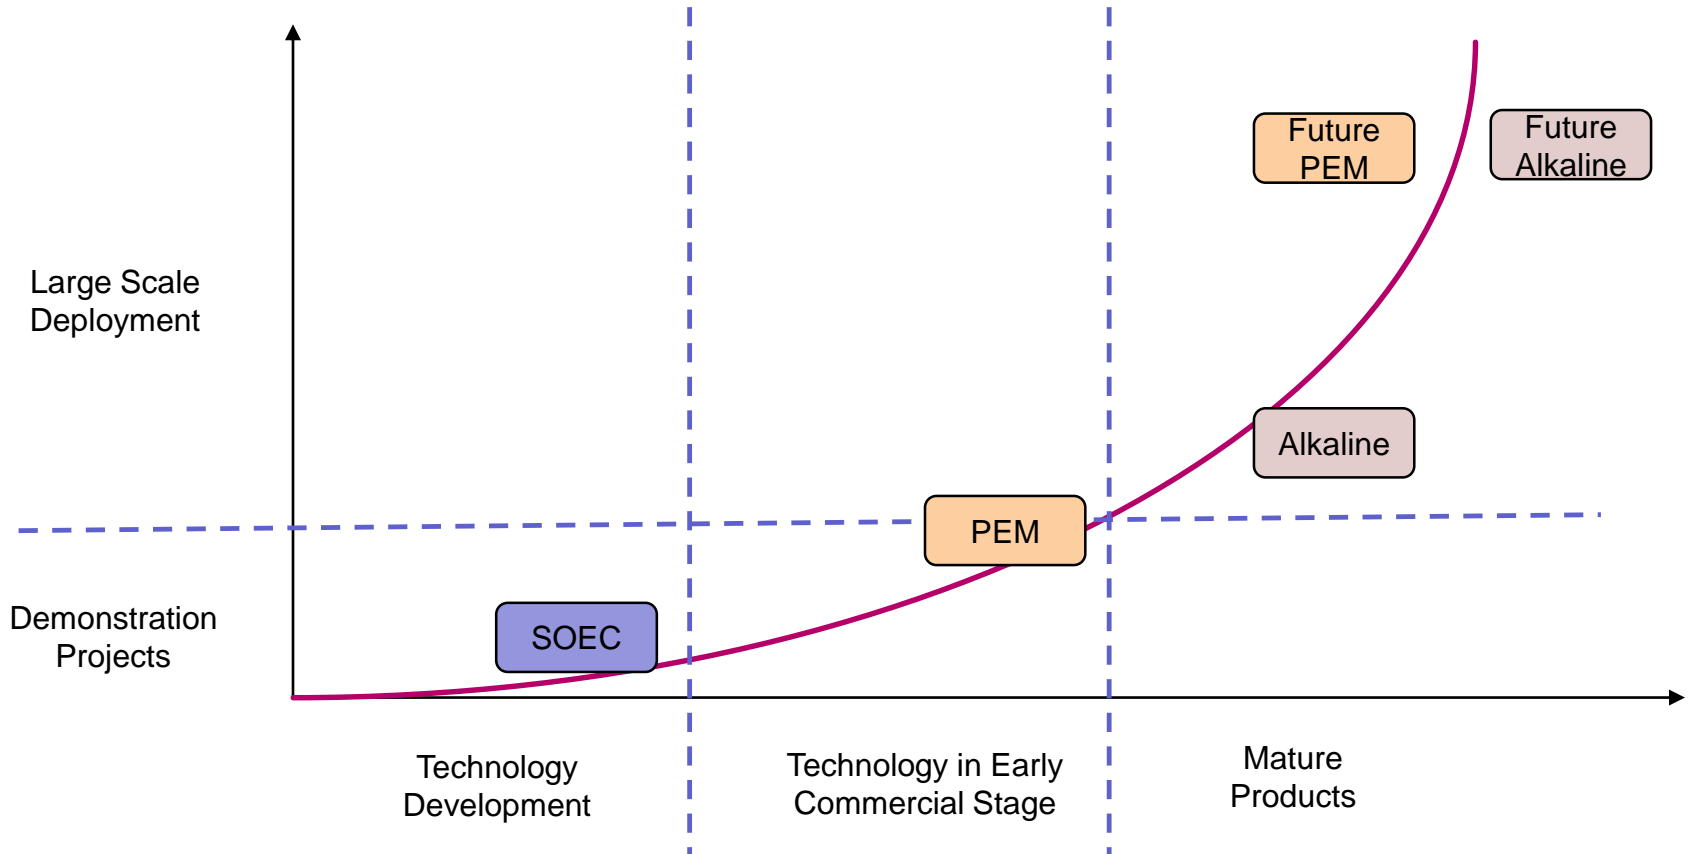 Future
PEM
Future
Alkaline
Large Scale
Deployment
Alkaline
PEM
Demonstration
Projects
SOEC
Technology
Development
Technology in Early
Commercial Stage
Mature
Products